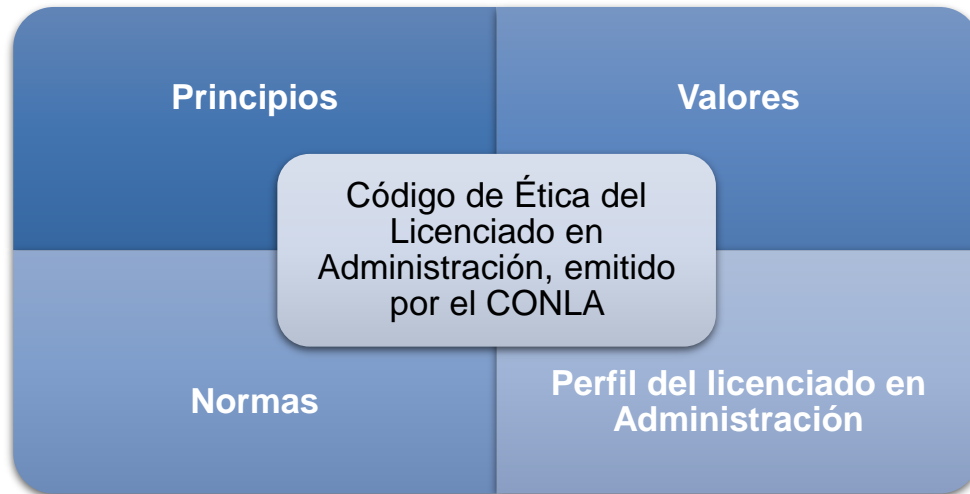 Principios
Valores
Código de Ética del
Licenciado en
Administración, emitido
por el CONLA
Normas
Perfil del licenciado en
Administración